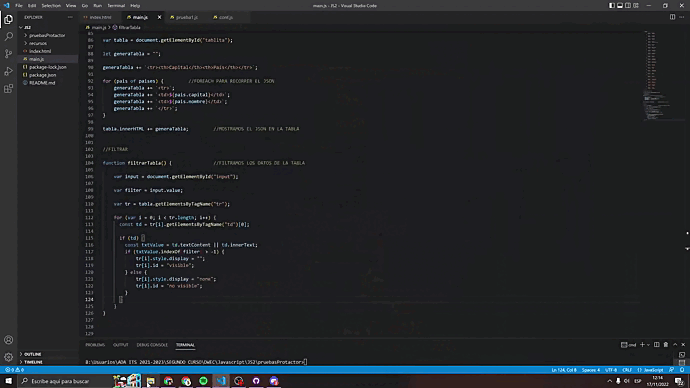 File Edit Selection View Go Run Terminal Help
main.js - JS2 - Visual Studio Code
EXPLORER
index.html
main.js
prueba1.js
conf.js
JS2
pruebasProtactor
recursos
index.html
main.js
package-lock.json
package.json
README.md
main.js > filtrarTabla
86 var tabla = document.getElementById("tablita");
87
88 let generaTabla = "";
89
90 generaTabla += `<tr><th>Capital</th><th>País</th></tr>`;
91
92 for (pais of paises) { //FOREACH PARA RECORRER EL JSON
93 generaTabla += `<tr>`;
94 generaTabla += `<td>${pais.capital}</td>`;
95 generaTabla += `<td>${pais.nombre}</td>`;
96 generaTabla += `</tr>`;
97 }
98
99 tabla.innerHTML += generaTabla; //MOSTRAMOS EL JSON EN LA TABLA
100
101
102 //FILTRAR
103
104 function filtrarTabla() { //FILTRAMOS LOS DATOS DE LA TABLA
105
106 var input = document.getElementById("input");
107
108 var filter = input.value;
109
110 var tr = tabla.getElementsByTagName("tr");
111
112 for (var i = 0; i < tr.length; i++) {
113 const td = tr[i].getElementsByTagName("td")[0];
114
115 if (td) {
116 const txtValue = td.textContent || td.innerText;
117 if (txtValue.indexOf(filter) > -1) {
118 tr[i].style.display = "";
119 tr[i].id = "visible";
120 } else {
121 tr[i].style.display = "none";
122 tr[i].id = "no visible";
123 }
124 }
125 }
126 }
127
128
129
PROBLEMS OUTPUT DEBUG CONSOLE TERMINAL
cmd
B:\Usuarios\ADA ITS 2021-2023\SEGUNDO CURSO\DWEC\Javascript\JS2\pruebasProtactor>
OUTLINE
TIMELINE
0 0
Ln 124, Col 8 Spaces: 4 UTF-8 CRLF JavaScript
Escribe aquí para buscar
ESP
12:14
17/11/2022